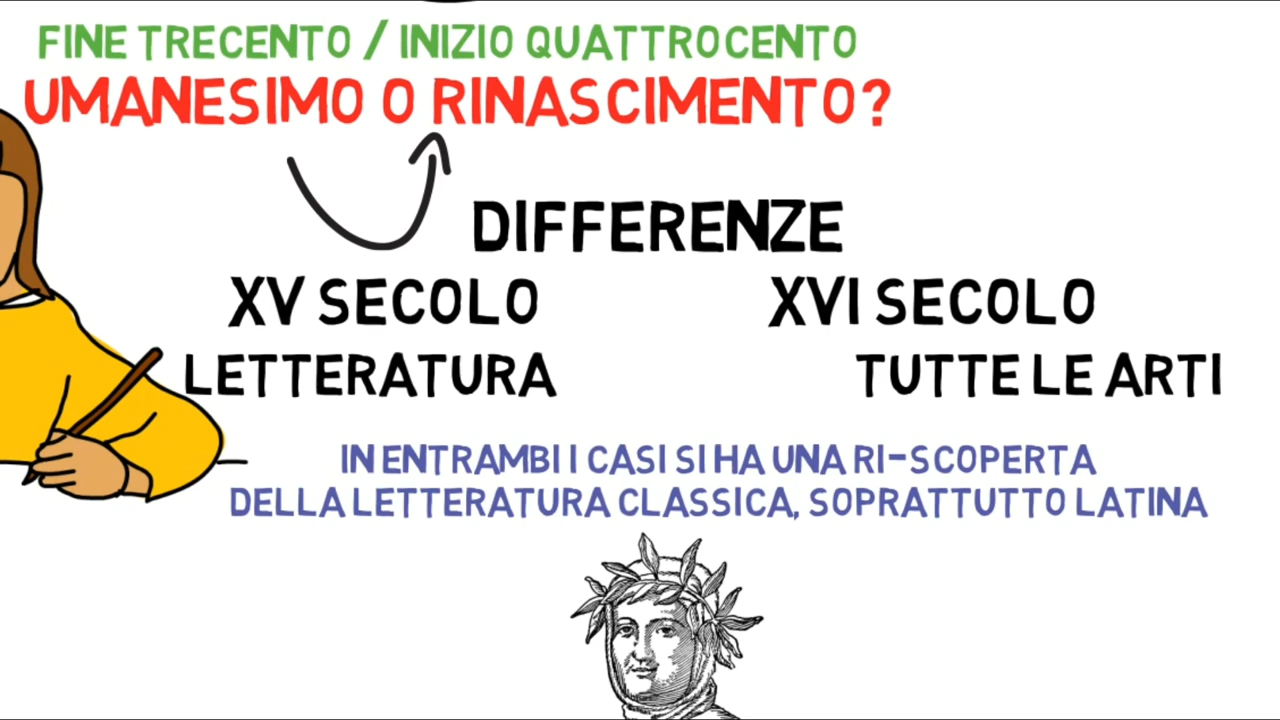 FINE TRECENTO / INIZIO QUATTROCENTO
UMANESIMO O RINASCIMENTO?
DIFFERENZE
XV SECOLO
XVI SECOLO
LETTERATURA
TUTTE LE ARTI
IN ENTRAMBI I CASI SI HA UNA RI-SCOPERTA
DELLA LETTERATURA CLASSICA, SOPRATTUTTO LATINA